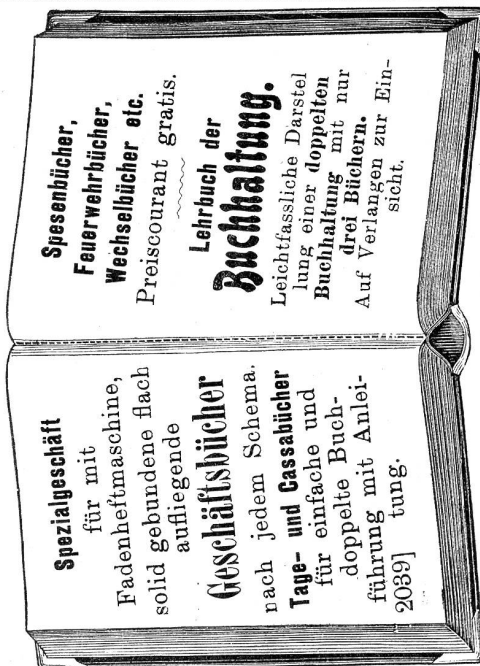 Spezialgeschäft
für mit
Fadenheftmaschine,
solid gebundene flach
aufliegende
Geschäftsbücher
nach jedem Schema.
Tage- und Cassabücher
für einfache und
doppelte Buch-
führung mit Anlei-
tung.
2039]
Spesenbücher,
Feuerwehrbücher,
Wechselbücher etc.
Preiscourant gratis.
Lehrbuch der
Buchhaltung.
Leichtfassliche Darstel
lung einer doppelten
Buchhaltung mit nur
drei Büchern.
Auf Verlangen zur Ein-
sicht.